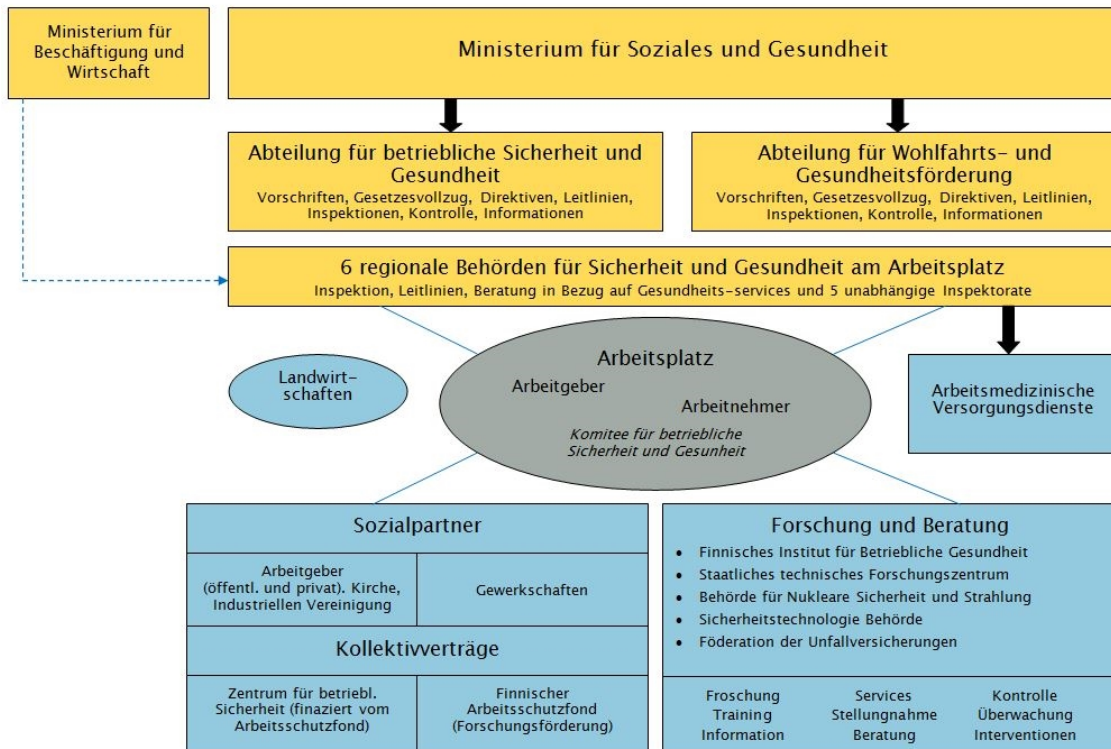 Ministerium für
Beschäftigung und
Wirtschaft
Ministerium für Soziales und Gesundheit
Abteilung für betriebliche Sicherheit und
Gesundheit
Vorschriften, Gesetzesvollzug, Direktiven, Leitlinien,
Inspektionen, Kontrolle, Informationen
Abteilung für Wohlfahrts- und
Gesundheitsförderung
Vorschriften, Gesetzesvollzug, Direktiven, Leitlinien,
Inspektionen, Kontrolle, Informationen
6 regionale Behörden für Sicherheit und Gesundheit am Arbeitsplatz
Inspektion, Leitlinien, Beratung in Bezug auf Gesundheits-services und 5 unabhängige Inspektorate
Landwirt-
schaften
Arbeitsplatz
Arbeitgeber
Arbeitnehmer
Komitee für betriebliche
Sicherheit und Gesunheit
Arbeitsmedizinische
Versorgungsdienste
Sozialpartner
Arbeitgeber
(öffentl. und privat). Kirche,
Industriellen Vereinigung
Gewerkschaften
Kollektivverträge
Zentrum für betriebl.
Sicherheit (finaziert vom
Arbeitsschutzfond)
Finnischer
Arbeitsschutzfond
(Forschungsförderung)
Forschung und Beratung
• Finnisches Institut für Betriebliche Gesundheit
• Staatliches technisches Forschungszentrum
• Behörde für Nukleare Sicherheit und Strahlung
• Sicherheitstechnologie Behörde
• Föderation der Unfallversicherungen
Froschung
Training
Information
Services
Stellungnahme
Beratung
Kontrolle
Überwachung
Interventionen